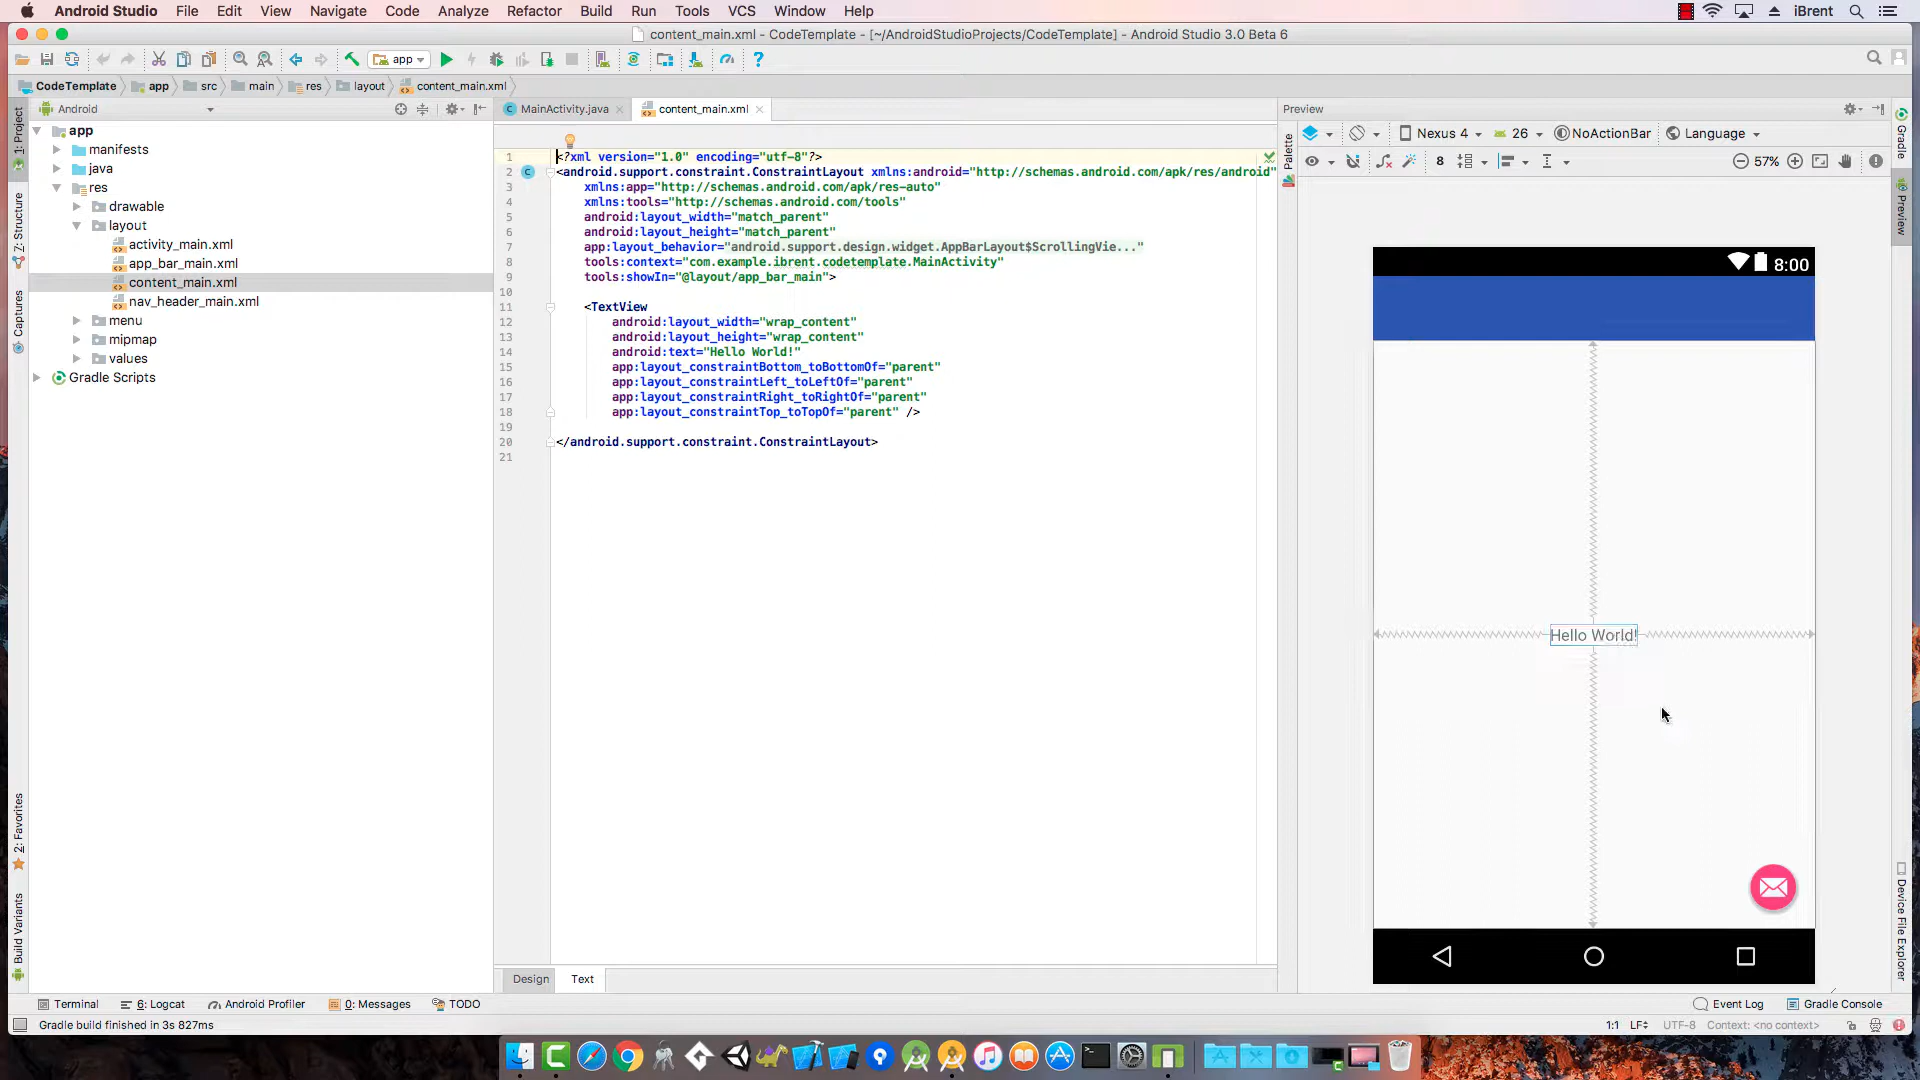 Android Studio File Edit View Navigate Code Analyze Refactor Build Run Tools VCS Window Help iBrent
content_main.xml - CodeTemplate - [~/AndroidStudioProjects/CodeTemplate] - Android Studio 3.0 Beta 6
app
CodeTemplate app src main res layout content_main.xml
Android
MainActivity.java content_main.xml
Preview
app
manifests
java
res
drawable
layout
activity_main.xml
app_bar_main.xml
content_main.xml
nav_header_main.xml
menu
mipmap
values
Gradle Scripts
1: Project
7: Structure
Captures
2: Favorites
Build Variants
1 <?xml version="1.0" encoding="utf-8"?>
2 <android.support.constraint.ConstraintLayout xmlns:android="http://schemas.android.com/apk/res/android"
3 xmlns:app="http://schemas.android.com/apk/res-auto"
4 xmlns:tools="http://schemas.android.com/tools"
5 android:layout_width="match_parent"
6 android:layout_height="match_parent"
7 app:layout_behavior="android.support.design.widget.AppBarLayout$ScrollingVie..."
8 tools:context="com.example.ibrent.codetemplate.MainActivity"
9 tools:showIn="@layout/app_bar_main">
10
11 <TextView
12 android:layout_width="wrap_content"
13 android:layout_height="wrap_content"
14 android:text="Hello World!"
15 app:layout_constraintBottom_toBottomOf="parent"
16 app:layout_constraintLeft_toLeftOf="parent"
17 app:layout_constraintRight_toRightOf="parent"
18 app:layout_constraintTop_toTopOf="parent" />
19
20 </android.support.constraint.ConstraintLayout>
21
Design Text
Palette
Nexus 4 26 NoActionBar Language
8 57%
8:00
Hello World!
Gradle
Preview
Device File Explorer
Terminal 6: Logcat Android Profiler 0: Messages TODO Event Log Gradle Console
Gradle build finished in 3s 827ms 1:1 LF UTF-8 Context: <no context>